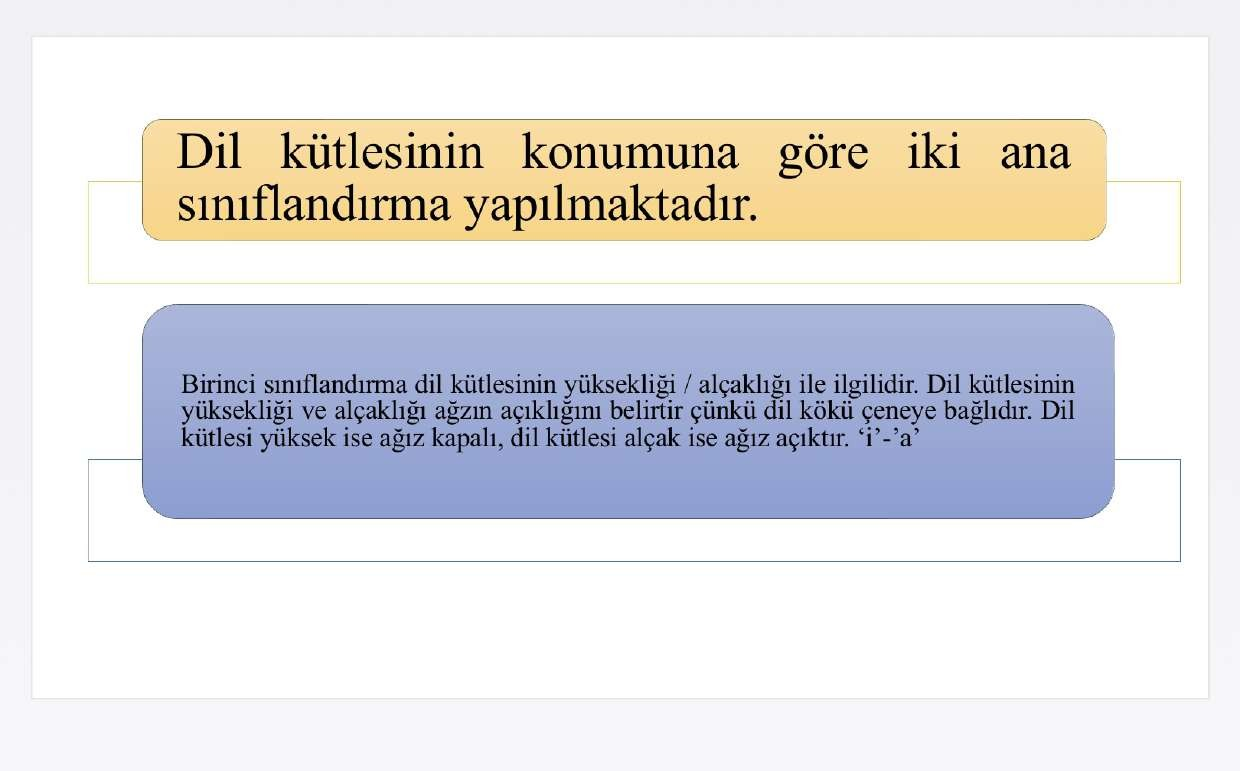 Dil kütlesinin konumuna göre iki ana
sınıflandırma yapılmaktadır.
Birinci sınıflandırma dil kütlesinin yüksekliği / alçaklığı ile ilgilidir. Dil kütlesinin
yüksekliği ve alçaklığı ağzın açıklığını belirtir çünkü dil kökü çeneye bağlıdır. Dil
kütlesi yüksek ise ağız kapalı, dil kütlesi alçak ise ağız açıktır. ‘i’-’a’